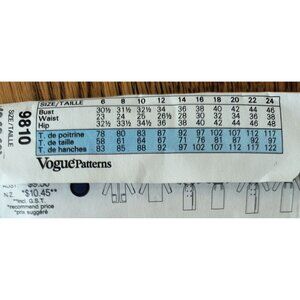 9810
SIZE/TAILLE
SIZE/TAILLE 6 8 10 12 14 16 18 20 22 24
Bust 30½ 31½ 32½ 34 36 38 40 42 44 46
Waist 23 24 25 26½ 28 30 32 34 37 39
Hip 32½ 33½ 34½ 36 38 40 42 44 46 48
T. de poitrine 78 80 83 87 92 97 102 107 112 117
T. de taille 58 61 64 67 71 76 81 87 94 99
T. de hanches 83 85 88 92 97 102 107 112 117 122
VoguePatterns
N.Z. *$10.45**
**Incl. G.S.T.
*recommend price
*prix suggéré